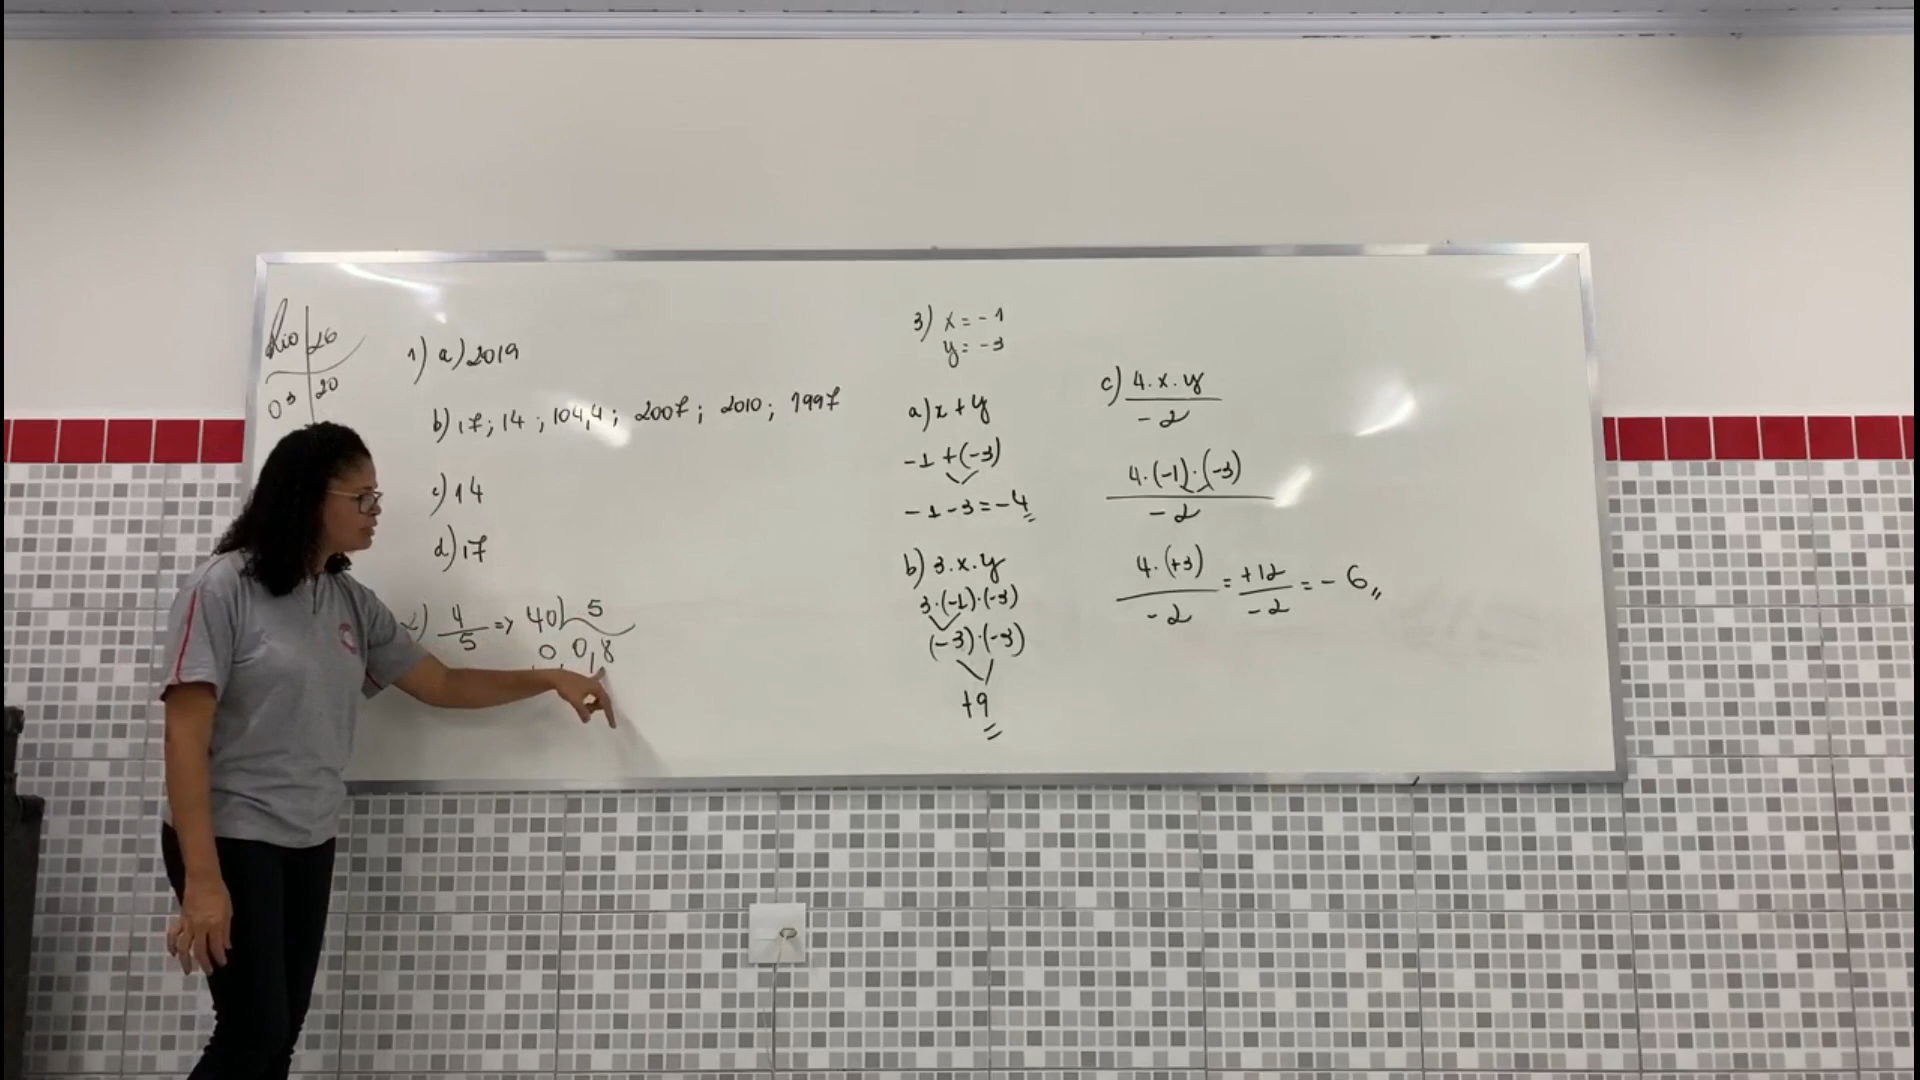 Rio 26
03 20
1) a) 2019
b) 17; 14; 104,4; 2007; 2010; 1997
c) 14
d) 17
2) 4/5 => 40 | 5
0 0,8
3) x = -1
y = -3
a) x + y
-1 + (-3)
-1 - 3 = -4
b) 3.x.y
3.(-1).(-3)
(-3).(-3)
+9
c) 4.x.y
-2
4.(-1).(-3)
-2
4.(+3)/-2 = +12/-2 = -6